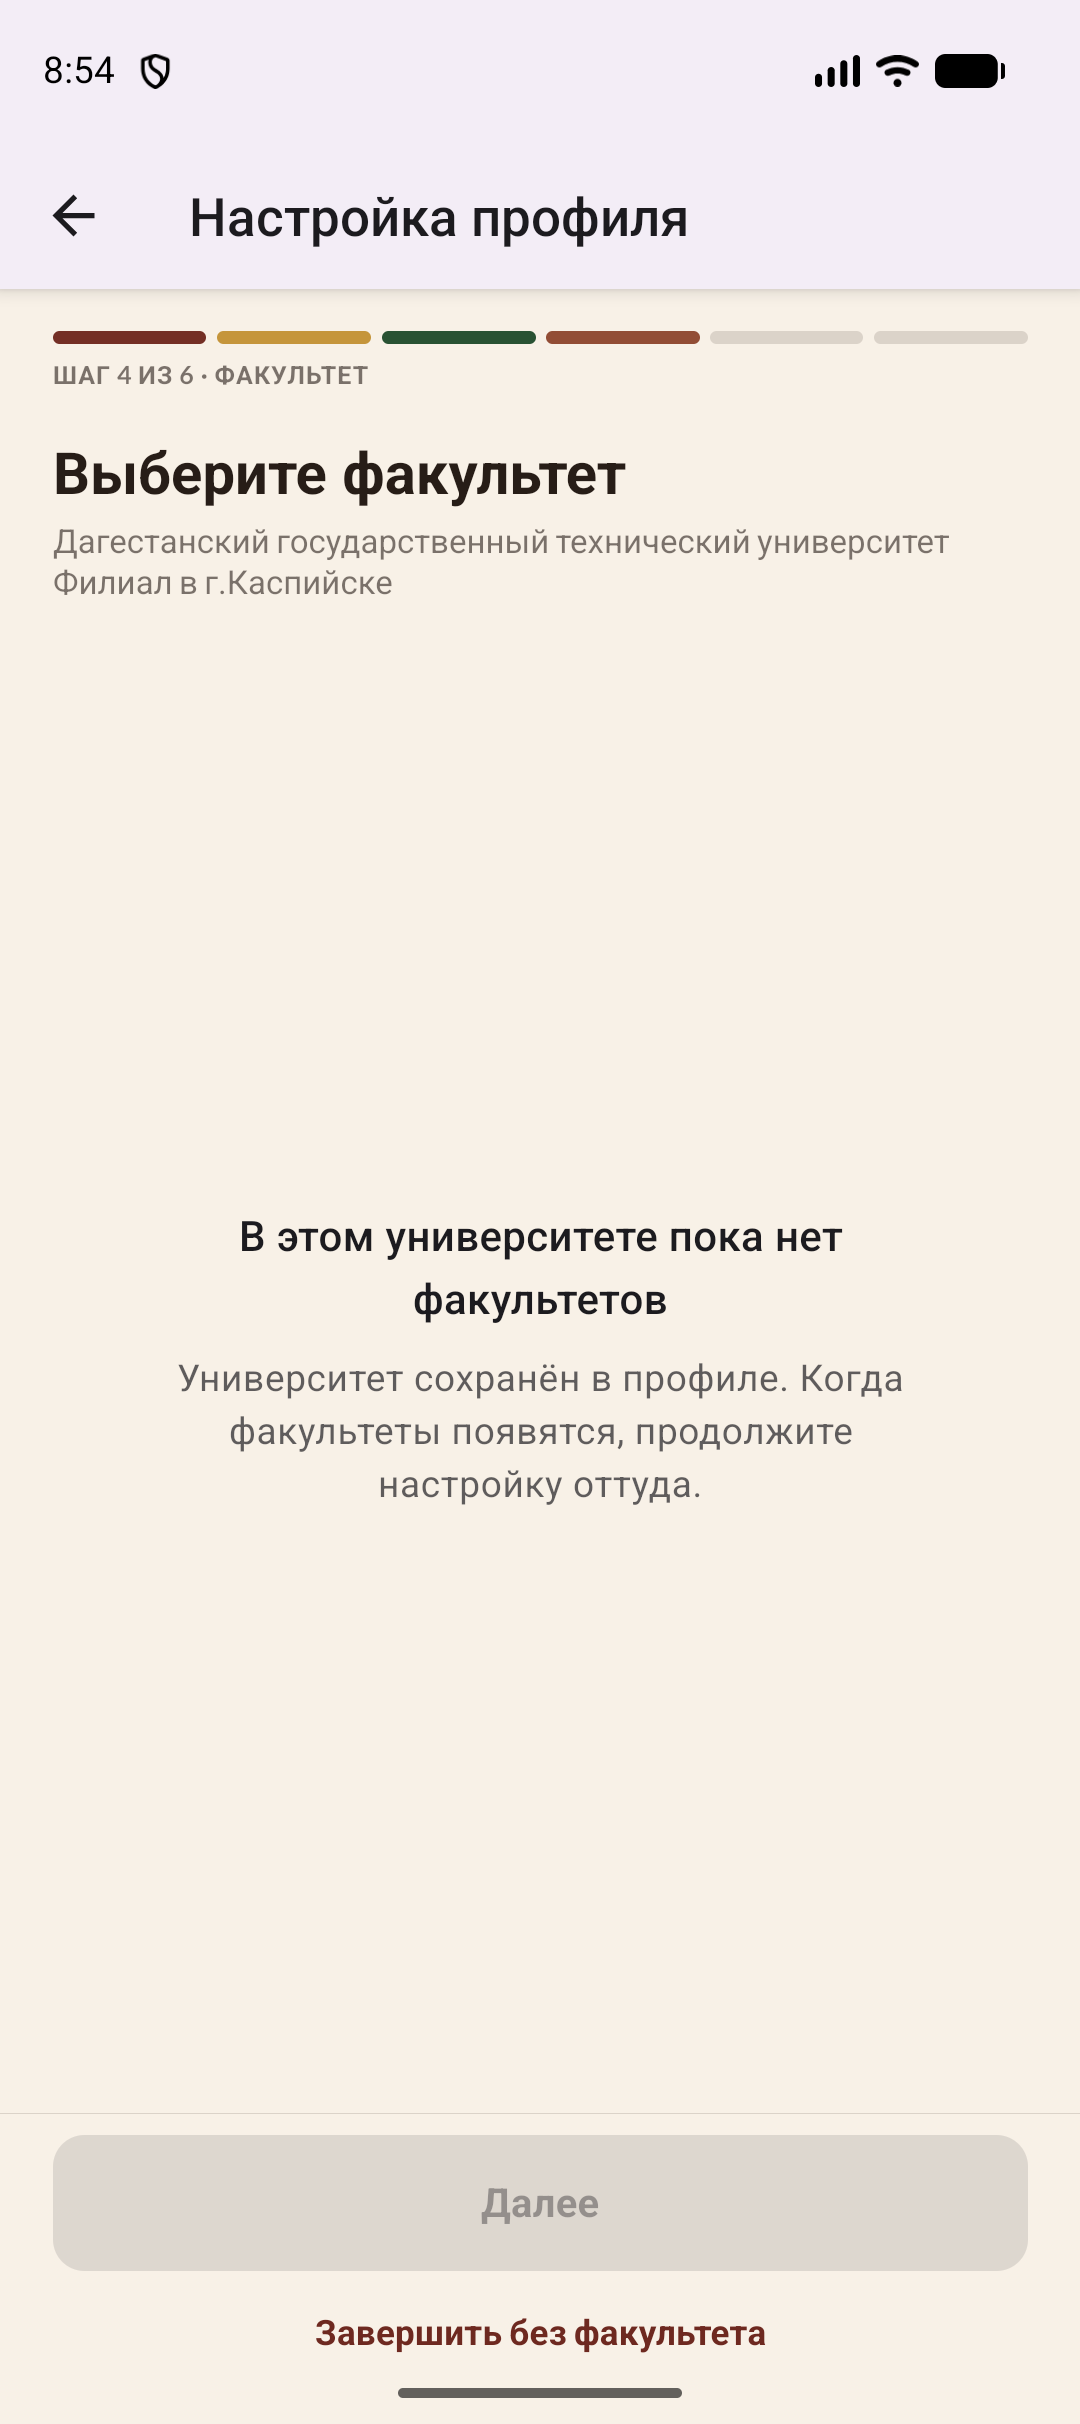 8:54
Настройка профиля
ШАГ 4 ИЗ 6 · ФАКУЛЬТЕТ
Выберите факультет
Дагестанский государственный технический университет
Филиал в г.Каспийске
В этом университете пока нет
факультетов
Университет сохранён в профиле. Когда
факультеты появятся, продолжите
настройку оттуда.
Далее
Завершить без факультета